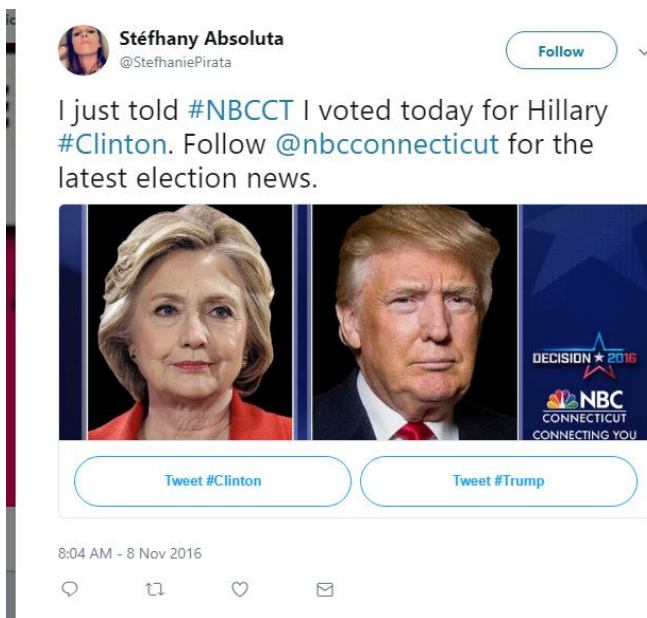 Stéfhany Absoluta
@StefhaniePirata
Follow
I just told #NBCCT I voted today for Hillary
#Clinton. Follow @nbcconnecticut for the
latest election news.
DECISION 2016
NBC
CONNECTICUT
CONNECTING YOU
Tweet #Clinton
Tweet #Trump
8:04 AM - 8 Nov 2016